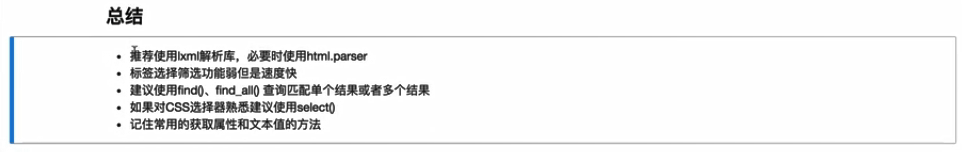 总结
推荐使用lxml解析库，必要时使用html.parser
标签选择筛选功能弱但是速度快
建议使用find()、find_all() 查询匹配单个结果或者多个结果
如果对CSS选择器熟悉建议使用select()
记住常用的获取属性和文本值的方法